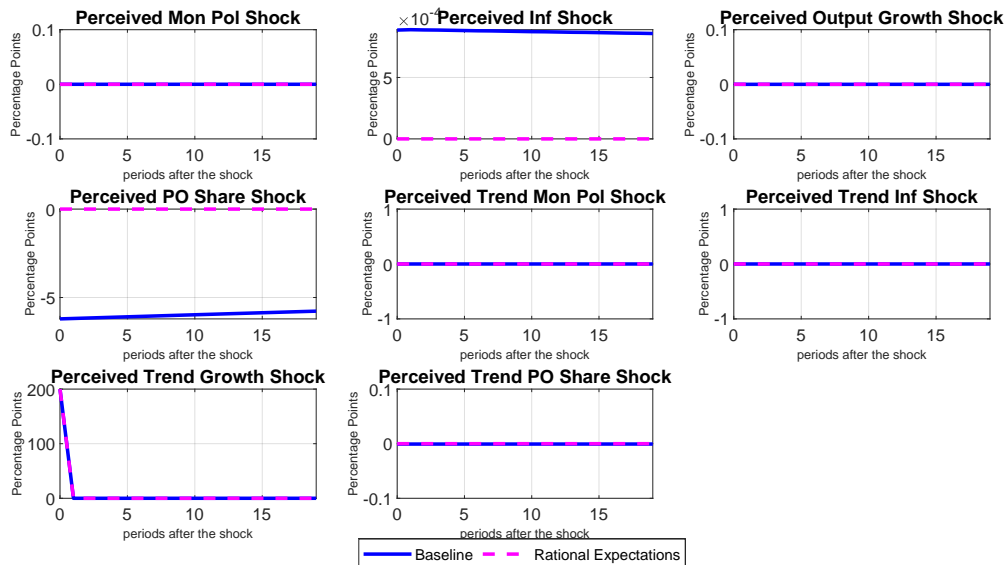 Perceived Mon Pol Shock
Percentage Points
0.1
0
-0.1
0 5 10 15
periods after the shock
Perceived Inf Shock
×10^-4
Percentage Points
5
0
0 5 10 15
periods after the shock
Perceived Output Growth Shock
Percentage Points
0.1
0
-0.1
0 5 10 15
periods after the shock
Perceived PO Share Shock
Percentage Points
0
-5
0 5 10 15
periods after the shock
Perceived Trend Mon Pol Shock
Percentage Points
1
0
-1
0 5 10 15
periods after the shock
Perceived Trend Inf Shock
Percentage Points
1
0
-1
0 5 10 15
periods after the shock
Perceived Trend Growth Shock
Percentage Points
200
100
0
0 5 10 15
periods after the shock
Perceived Trend PO Share Shock
Percentage Points
0.1
0
-0.1
0 5 10 15
periods after the shock
Baseline Rational Expectations